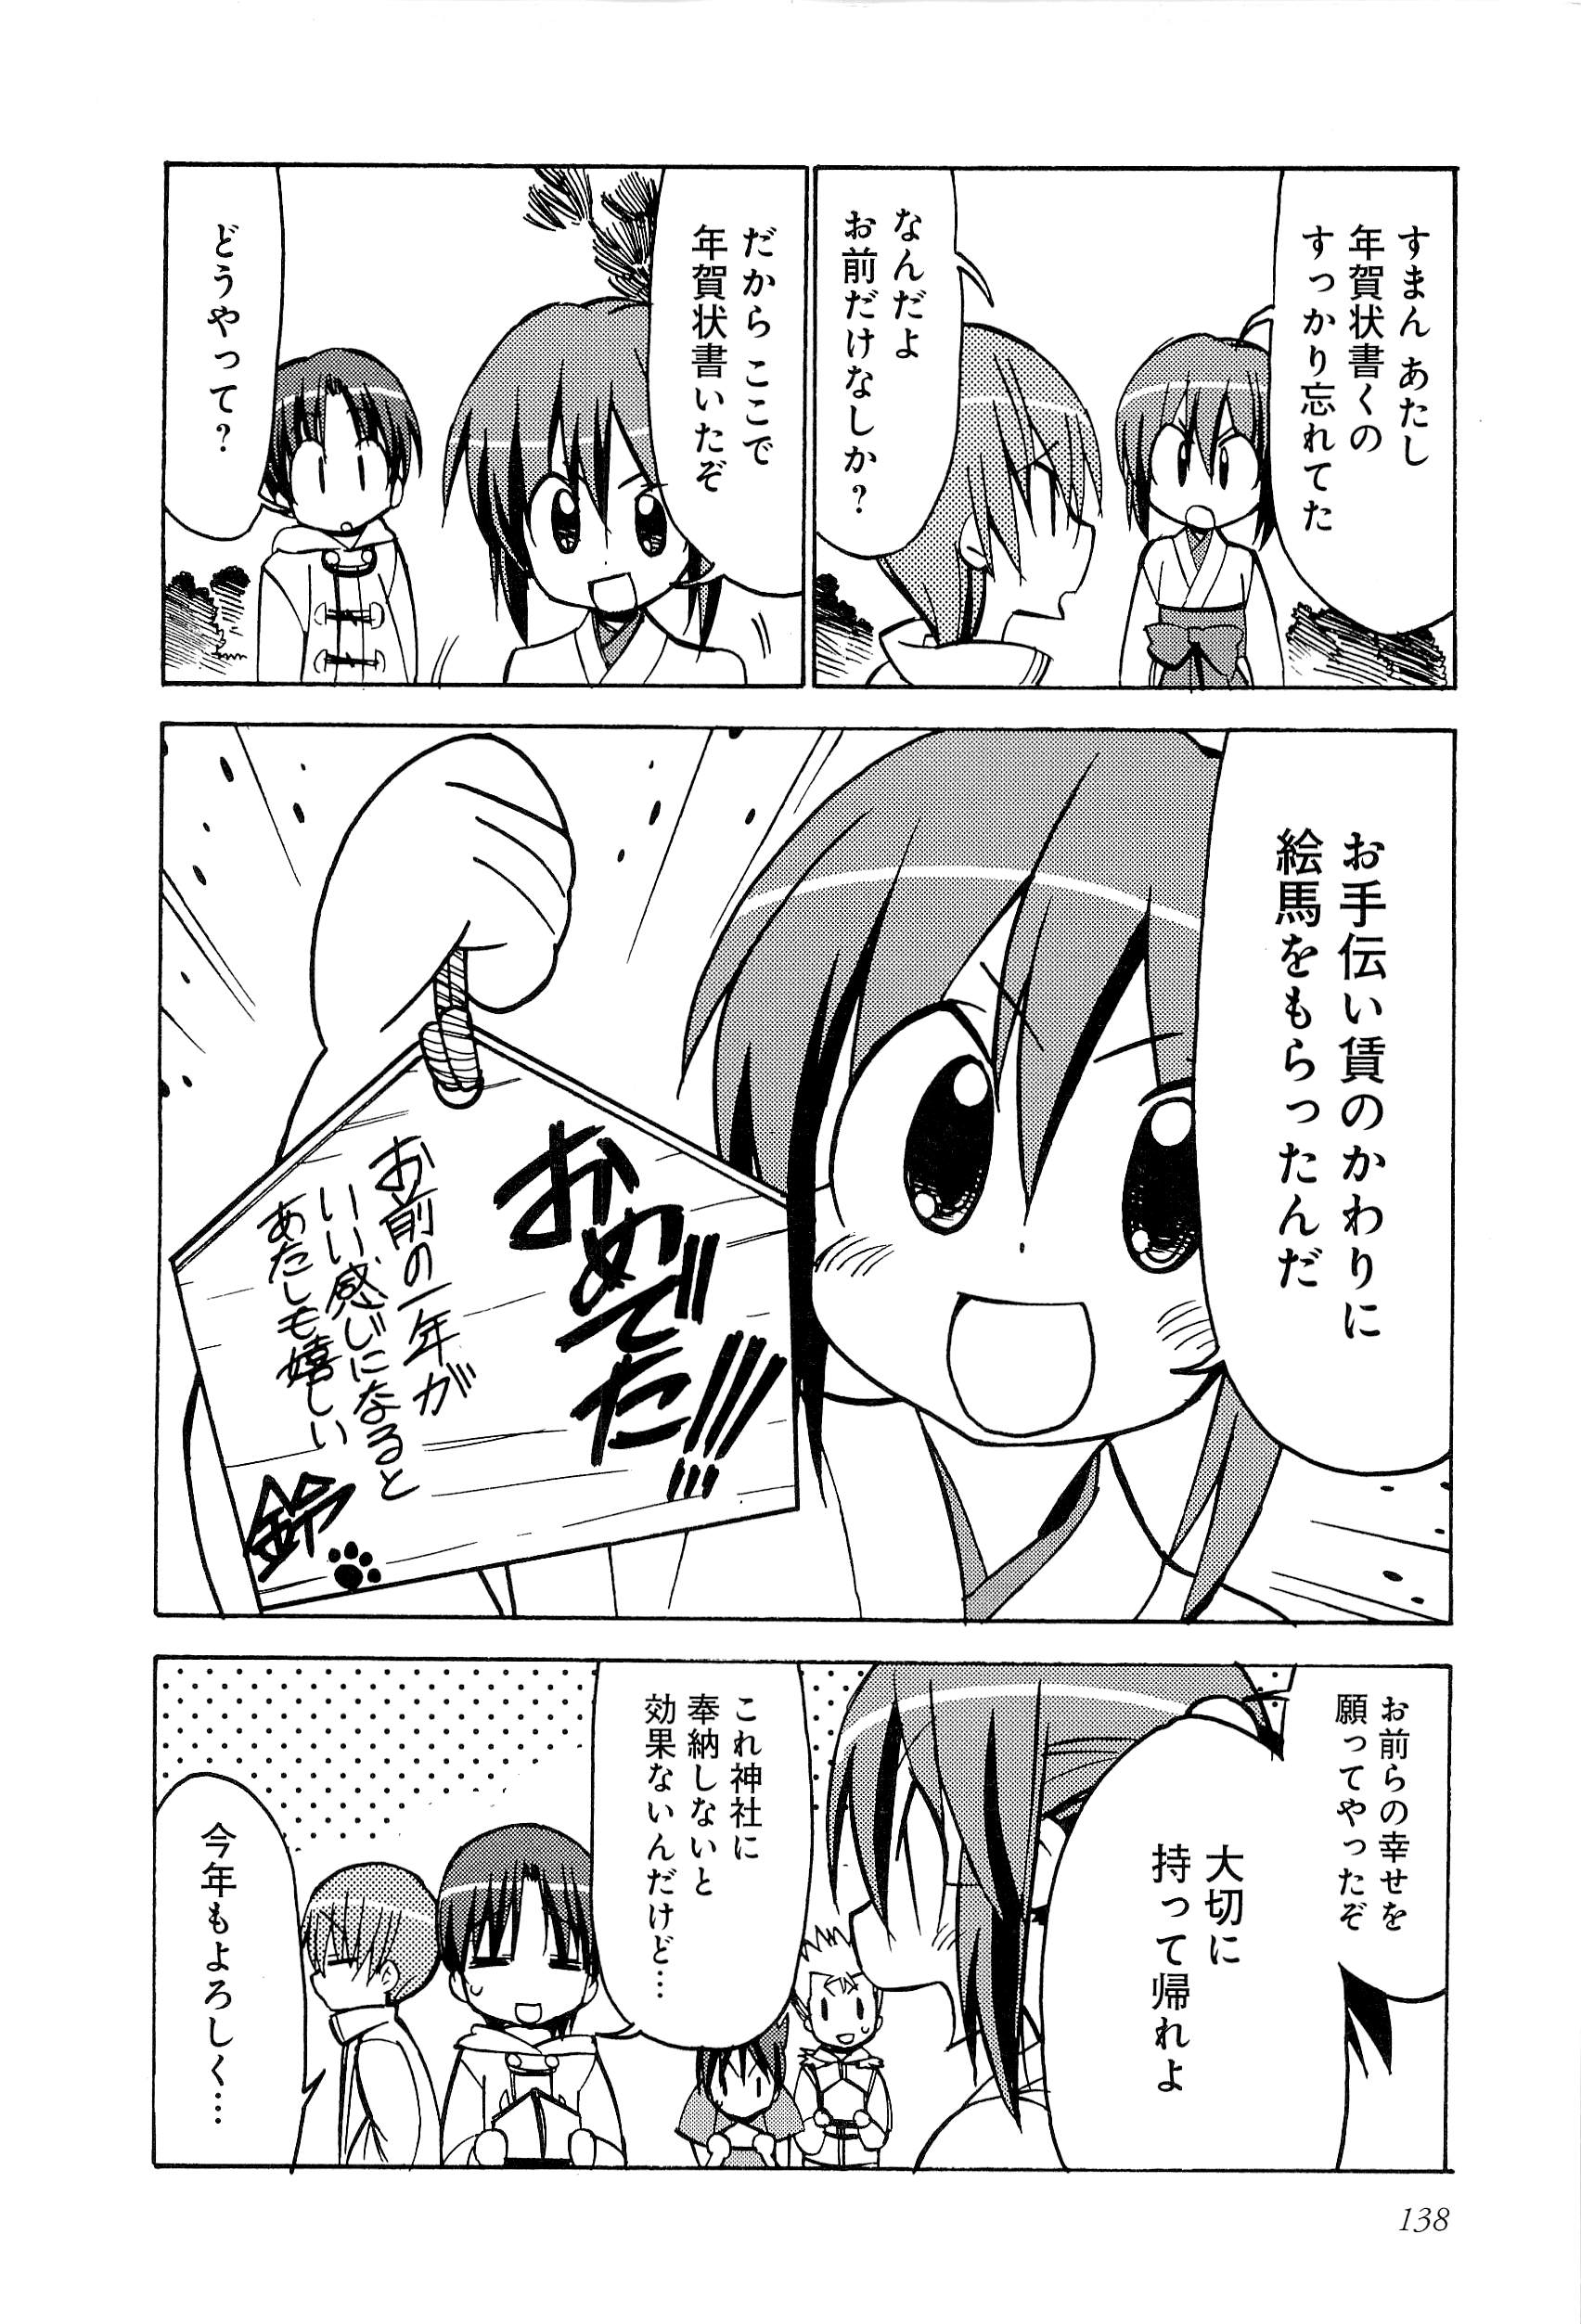 すまん あたし
年賀状書くの
すっかり忘れてた
なんだよ
お前だけなしか?
だから ここで
年賀状書いたぞ
どうやって?
お手伝い賃のかわりに
絵馬をもらったんだ
おめで
た!!!
お前の一年が
いい感じになると
あたしも嬉しい
鈴
お前らの幸せを
願ってやったぞ
大切に
持って帰れよ
これ神社に
奉納しないと
効果ないんだけど…
今年もよろしく…
138